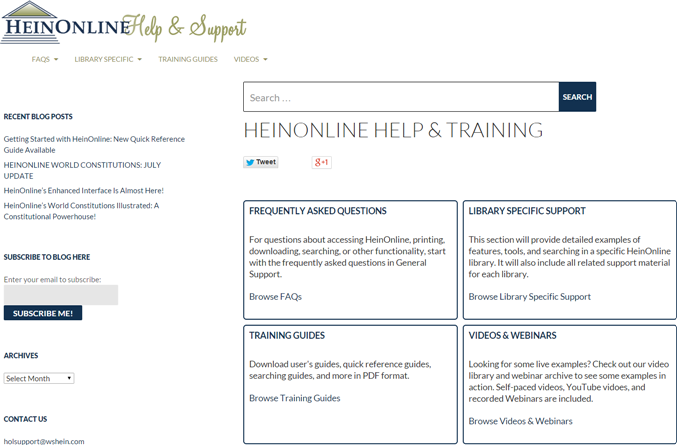 HEINONLINE Help & Support
FAQS LIBRARY SPECIFIC TRAINING GUIDES VIDEOS
Search ... SEARCH
HEINONLINE HELP & TRAINING
Tweet g+1
RECENT BLOG POSTS
Getting Started with HeinOnline: New Quick Reference
Guide Available
HEINONLINE WORLD CONSTITUTIONS: JULY
UPDATE
HeinOnline's Enhanced Interface Is Almost Here!
HeinOnline's World Constitutions Illustrated: A
Constitutional Powerhouse!
SUBSCRIBE TO BLOG HERE
Enter your email to subscribe:
SUBSCRIBE ME!
ARCHIVES
Select Month
CONTACT US
holsupport@wshein.com
FREQUENTLY ASKED QUESTIONS
For questions about accessing HeinOnline, printing,
downloading, searching, or other functionality, start
with the frequently asked questions in General
Support.
Browse FAQs
LIBRARY SPECIFIC SUPPORT
This section will provide detailed examples of
features, tools, and searching in a specific HeinOnline
library. It will also include all related support material
for each library.
Browse Library Specific Support
TRAINING GUIDES
Download user's guides, quick reference guides,
searching guides, and more in PDF format.
Browse Training Guides
VIDEOS & WEBINARS
Looking for some live examples? Check out our video
library and webinar archive to see some examples in
action. Self-paced videos, YouTube vidoes, and
recorded Webinars are included.
Browse Videos & Webinars